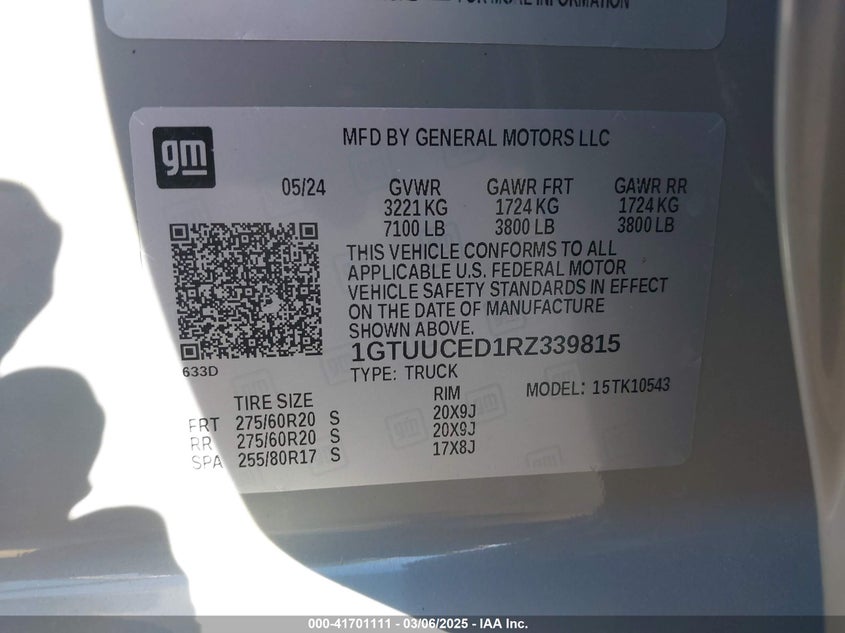 FOR MORE INFORMATION
gm
MFD BY GENERAL MOTORS LLC
05/24 GVWR GAWR FRT GAWR RR
3221 KG 1724 KG 1724 KG
7100 LB 3800 LB 3800 LB
THIS VEHICLE CONFORMS TO ALL
APPLICABLE U.S. FEDERAL MOTOR
VEHICLE SAFETY STANDARDS IN EFFECT
ON THE DATE OF MANUFACTURE
SHOWN ABOVE.
1GTUUCED1RZ339815
633D
TYPE: TRUCK
MODEL: 15TK10543
TIRE SIZE RIM
FRT 275/60R20 S 20X9J
RR 275/60R20 S 20X9J
SPA 255/80R17 S 17X8J
000-41701111 — 03/06/2025 — IAA Inc.